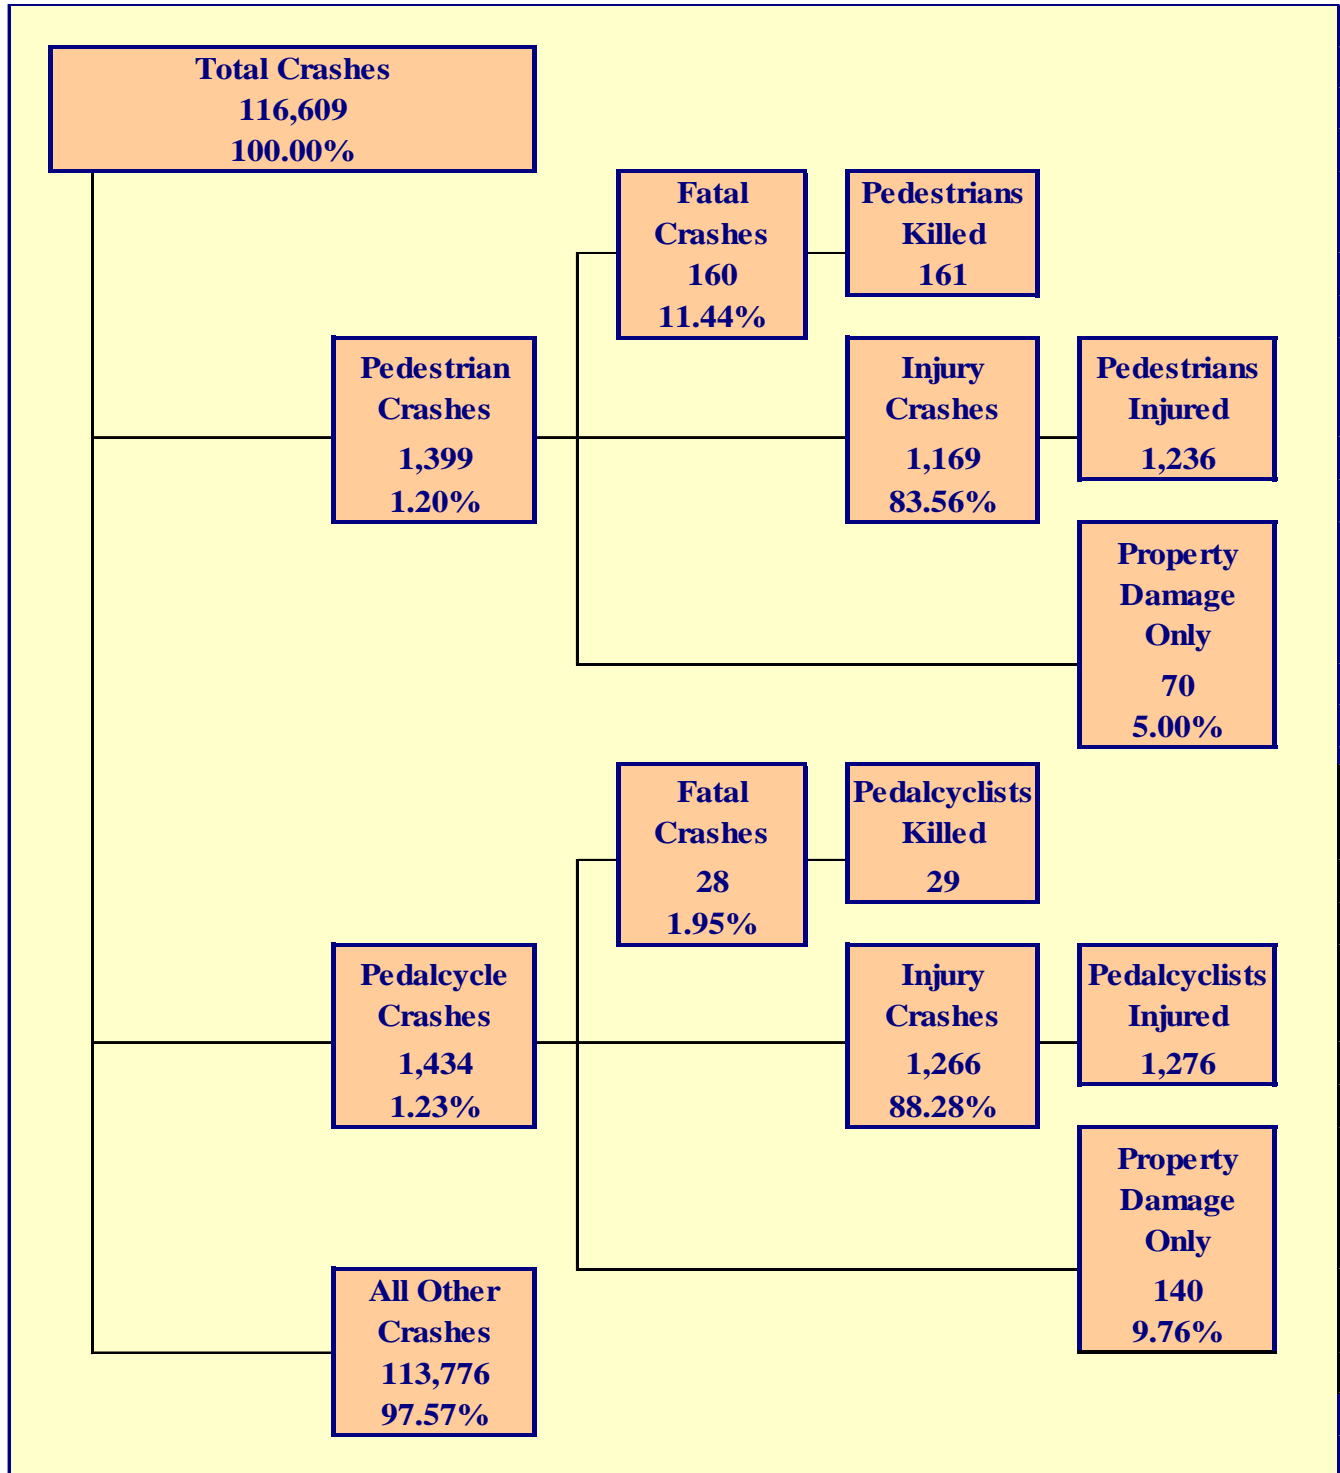 Total Crashes
116,609
100.00%
Fatal
Crashes
160
11.44%
Pedestrians
Killed
161
Pedestrian
Crashes
1,399
1.20%
Injury
Crashes
1,169
83.56%
Pedestrians
Injured
1,236
Property
Damage
Only
70
5.00%
Fatal
Crashes
28
1.95%
Pedalcyclists
Killed
29
Pedalcycle
Crashes
1,434
1.23%
Injury
Crashes
1,266
88.28%
Pedalcyclists
Injured
1,276
Property
Damage
Only
140
9.76%
All Other
Crashes
113,776
97.57%